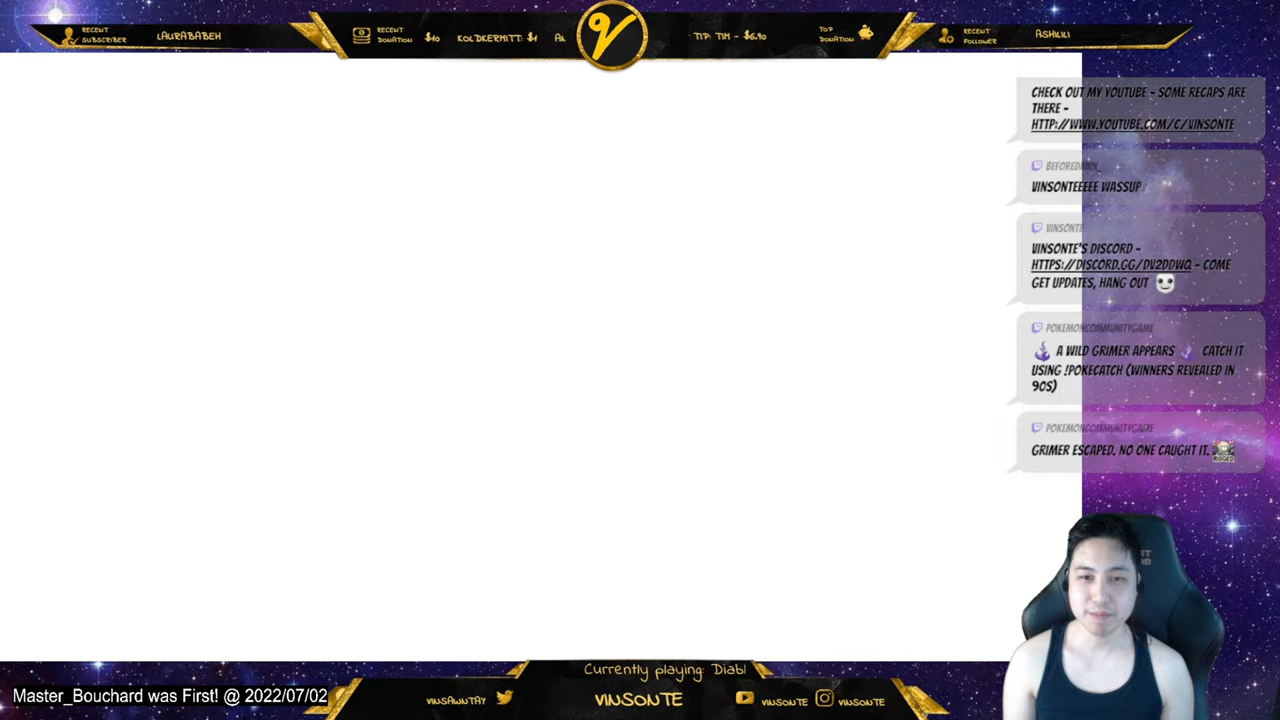 RECENT
SUBSCRIBER
LAURABABEH
RECENT
DONATION
$10
KOLDKERMITT: $1
TIP: TIM - $6.90
TOP
DONATION
RECENT
FOLLOWER
CHECK OUT MY YOUTUBE - SOME RECAPS ARE
THERE -
HTTP://WWW.YOUTUBE.COM/C/VINSONTE
BEFOREDAWN_
VINSONTEEEEE WASSUP
VINSONTE
VINSONTE'S DISCORD -
HTTPS://DISCORD.GG/DV2DDWQ - COME
GET UPDATES, HANG OUT
POKEMONCOMMUNITYGAME
A WILD GRIMER APPEARS CATCH IT
USING !POKECATCH (WINNERS REVEALED IN
90S)
POKEMONCOMMUNITYGAME
GRIMER ESCAPED. NO ONE CAUGHT IT.
Currently playing: Diabl
Master_Bouchard was First! @ 2022/07/02
VINSAWNTAY
VINSONTE
VINSONTE
VINSONTE